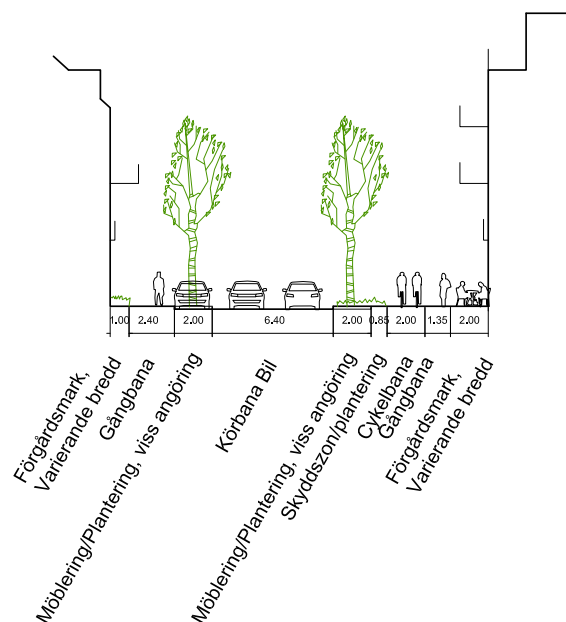 1.00 2.40 2.00 6.40 2.00 0.85 2.00 1.35 2.00
Förgårdsmark,
Varierande bredd
Gångbana
Möblering/Plantering, viss angöring
Körbana Bil
Möblering/Plantering, viss angöring
Skyddszon/plantering
Cykelbana
Gångbana
Förgårdsmark,
Varierande bredd